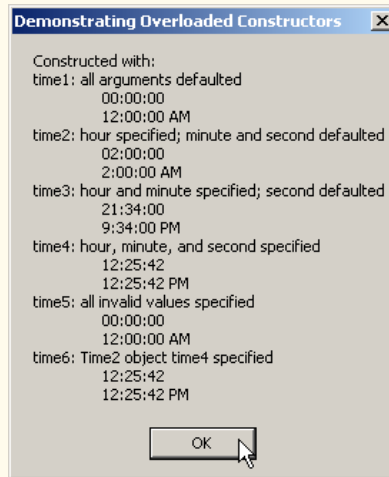 Demonstrating Overloaded Constructors
Constructed with:
time1: all arguments defaulted
00:00:00
12:00:00 AM
time2: hour specified; minute and second defaulted
02:00:00
2:00:00 AM
time3: hour and minute specified; second defaulted
21:34:00
9:34:00 PM
time4: hour, minute, and second specified
12:25:42
12:25:42 PM
time5: all invalid values specified
00:00:00
12:00:00 AM
time6: Time2 object time4 specified
12:25:42
12:25:42 PM
OK